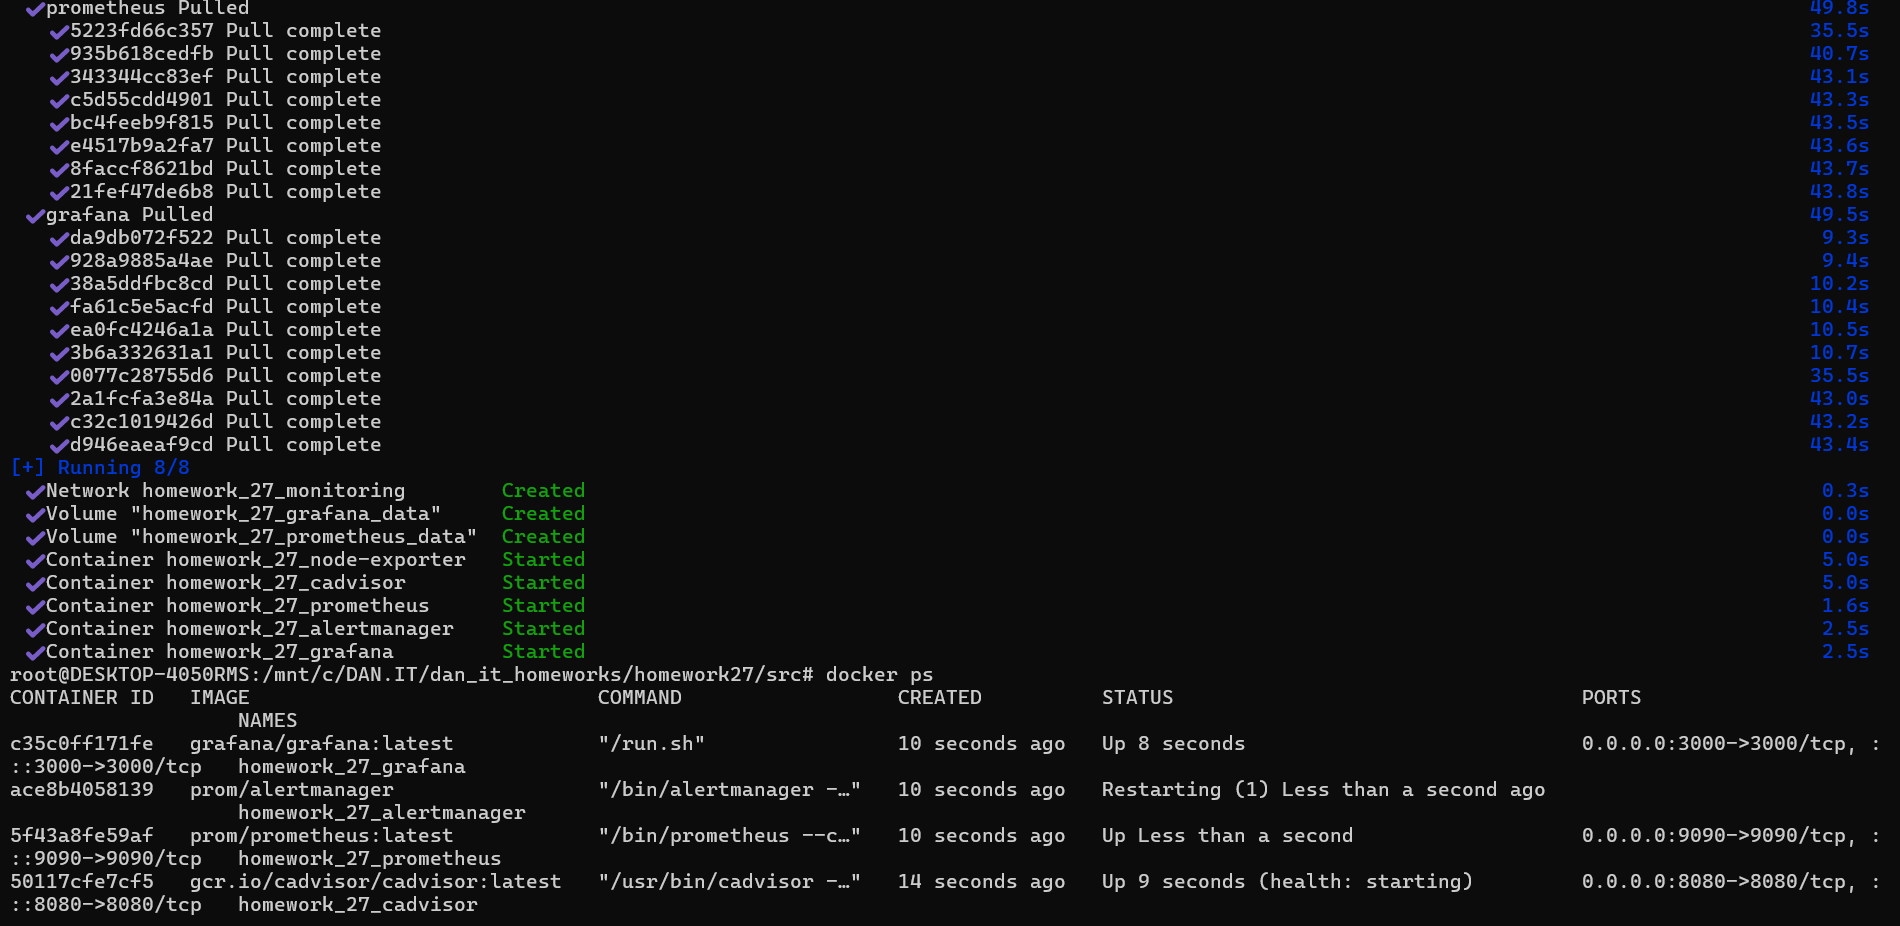 ✔prometheus Pulled 49.8s
✔5223fd66c357 Pull complete 35.5s
✔935b618cedfb Pull complete 40.7s
✔343344cc83ef Pull complete 43.1s
✔c5d55cdd4901 Pull complete 43.3s
✔bc4feeb9f815 Pull complete 43.5s
✔e4517b9a2fa7 Pull complete 43.6s
✔8faccf8621bd Pull complete 43.7s
✔21fef47de6b8 Pull complete 43.8s
✔grafana Pulled 49.5s
✔da9db072f522 Pull complete 9.3s
✔928a9885a4ae Pull complete 9.4s
✔38a5ddfbc8cd Pull complete 10.2s
✔fa61c5e5acfd Pull complete 10.4s
✔ea0fc4246a1a Pull complete 10.5s
✔3b6a332631a1 Pull complete 10.7s
✔0077c28755d6 Pull complete 35.5s
✔2a1fcfa3e84a Pull complete 43.0s
✔c32c1019426d Pull complete 43.2s
✔d946eaeaf9cd Pull complete 43.4s
[+] Running 8/8
✔Network homework_27_monitoring Created 0.3s
✔Volume "homework_27_grafana_data" Created 0.0s
✔Volume "homework_27_prometheus_data" Created 0.0s
✔Container homework_27_node-exporter Started 5.0s
✔Container homework_27_cadvisor Started 5.0s
✔Container homework_27_prometheus Started 1.6s
✔Container homework_27_alertmanager Started 2.5s
✔Container homework_27_grafana Started 2.5s
root@DESKTOP-4050RMS:/mnt/c/DAN.IT/dan_it_homeworks/homework27/src# docker ps
CONTAINER ID IMAGE COMMAND CREATED STATUS PORTS
NAMES
c35c0ff171fe grafana/grafana:latest "/run.sh" 10 seconds ago Up 8 seconds 0.0.0.0:3000->3000/tcp, :
::3000->3000/tcp homework_27_grafana
ace8b4058139 prom/alertmanager "/bin/alertmanager -…" 10 seconds ago Restarting (1) Less than a second ago
homework_27_alertmanager
5f43a8fe59af prom/prometheus:latest "/bin/prometheus --c…" 10 seconds ago Up Less than a second 0.0.0.0:9090->9090/tcp, :
::9090->9090/tcp homework_27_prometheus
50117cfe7cf5 gcr.io/cadvisor/cadvisor:latest "/usr/bin/cadvisor -…" 14 seconds ago Up 9 seconds (health: starting) 0.0.0.0:8080->8080/tcp, :
::8080->8080/tcp homework_27_cadvisor